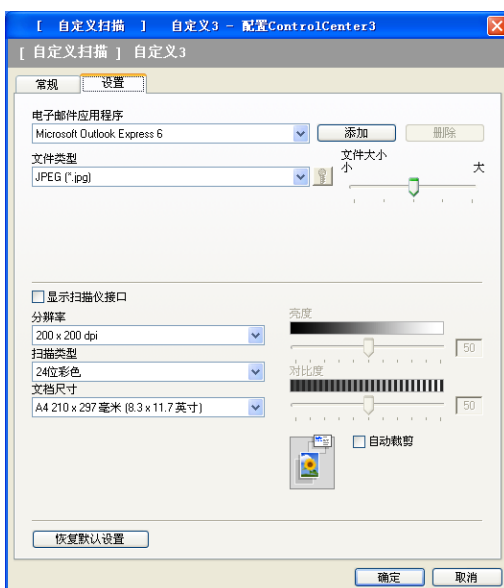 [ 自定义扫描 ] 自定义3 - 配置ControlCenter3
[ 自定义扫描 ] 自定义3
常规 设置
电子邮件应用程序
Microsoft Outlook Express 6 添加 删除
文件类型 文件大小
JPEG (*.jpg) 小 大
显示扫描仪接口
分辨率 亮度
200 x 200 dpi 50
扫描类型
24位彩色 对比度
文档尺寸
A4 210 x 297 毫米 (8.3 x 11.7 英寸) 50
自动裁剪
恢复默认设置
确定 取消